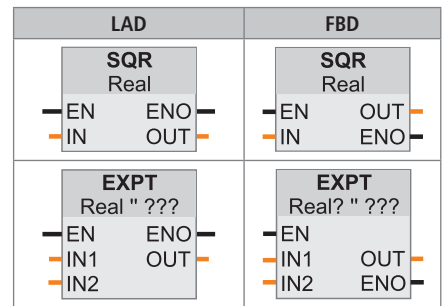 LAD FBD
SQR SQR
Real Real
EN ENO EN OUT
IN OUT IN ENO
EXPT EXPT
Real " ??? Real? " ???
EN ENO EN
IN1 OUT IN1 OUT
IN2 IN2 ENO